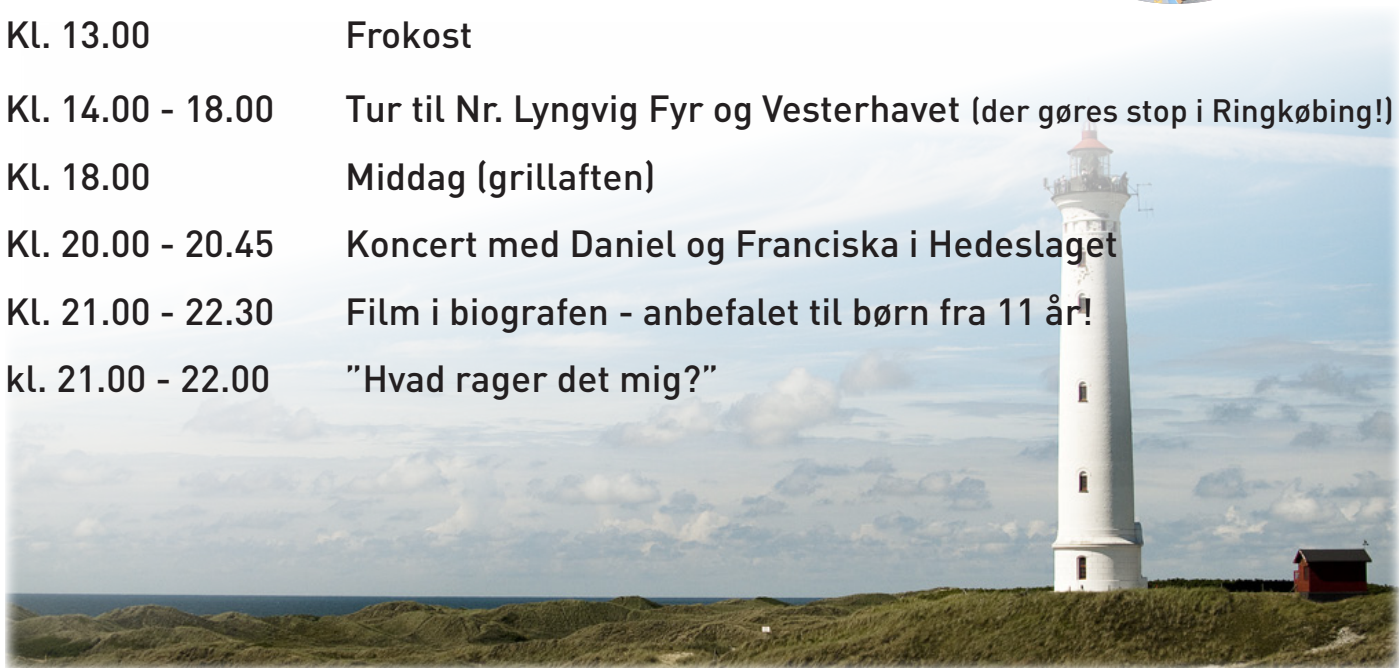 Kl. 13.00 Frokost
Kl. 14.00 - 18.00 Tur til Nr. Lyngvig Fyr og Vesterhavet (der gøres stop i Ringkøbing!)
Kl. 18.00 Middag (grillaften)
Kl. 20.00 - 20.45 Koncert med Daniel og Franciska i Hedeslaget
Kl. 21.00 - 22.30 Film i biografen - anbefalet til børn fra 11 år!
kl. 21.00 - 22.00 ”Hvad rager det mig?”